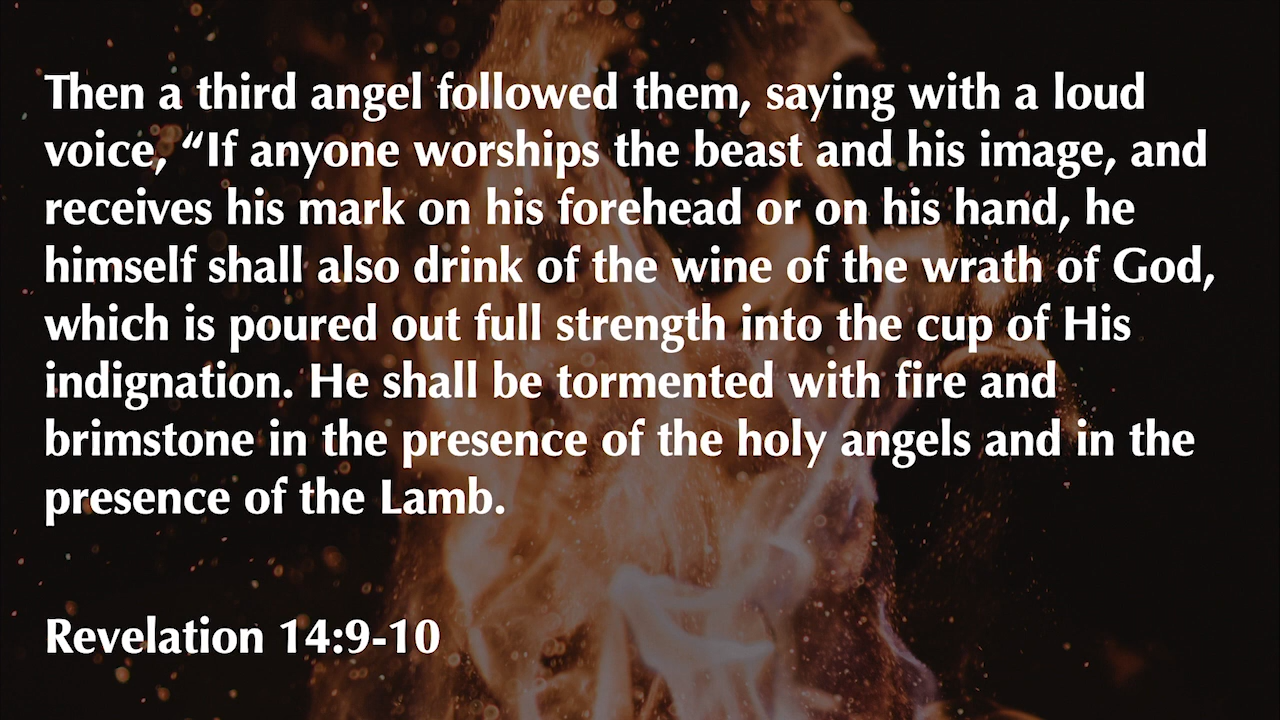 Then a third angel followed them, saying with a loud
voice, “If anyone worships the beast and his image, and
receives his mark on his forehead or on his hand, he
himself shall also drink of the wine of the wrath of God,
which is poured out full strength into the cup of His
indignation. He shall be tormented with fire and
brimstone in the presence of the holy angels and in the
presence of the Lamb.
Revelation 14:9-10